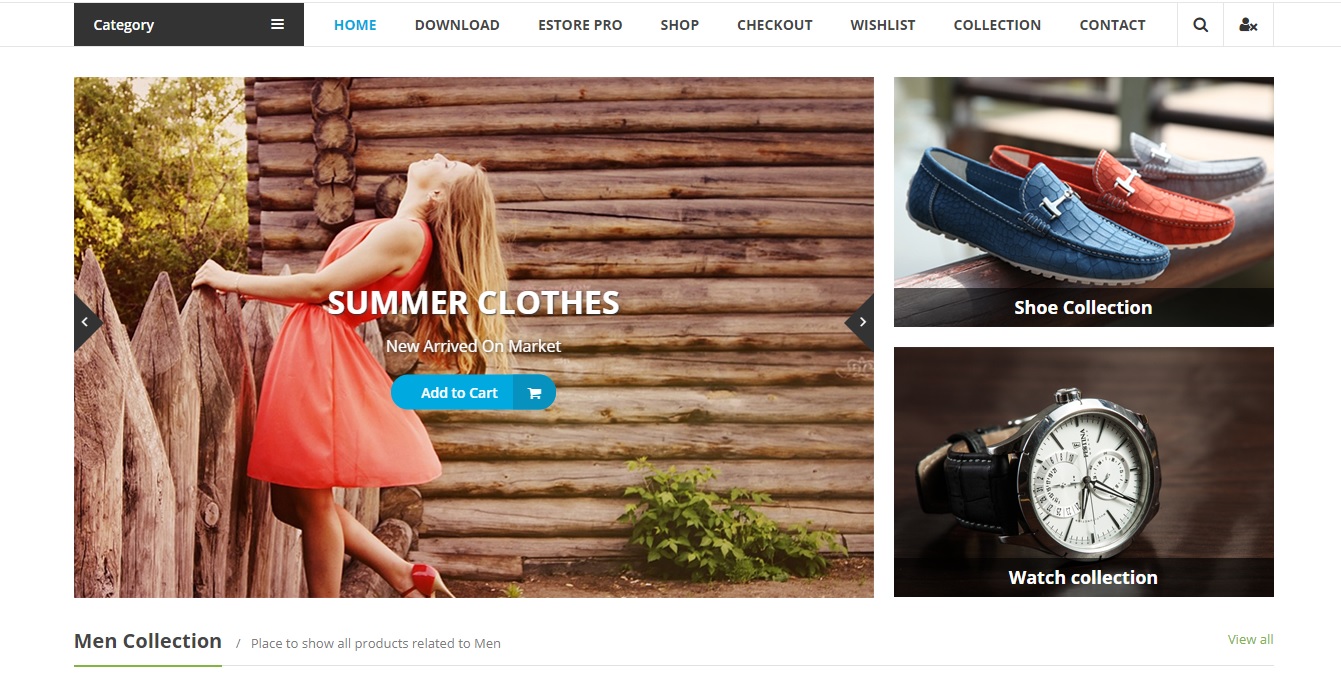 Category
HOME
DOWNLOAD
ESTORE PRO
SHOP
CHECKOUT
WISHLIST
COLLECTION
CONTACT
SUMMER CLOTHES
New Arrived On Market
Add to Cart
Shoe Collection
FESTINA
Watch collection
Men Collection / Place to show all products related to Men
View all